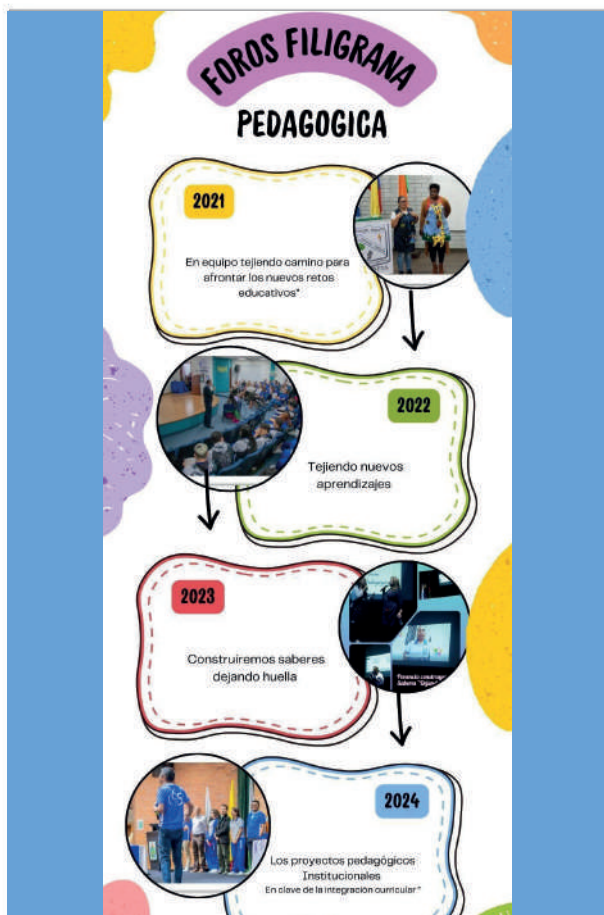 FOROS FILIGRANA
PEDAGOGICA
2021
En equipo tejiendo camino para
afrontar los nuevos retos
educativos"
2022
Tejiendo nuevos
aprendizajes
2023
Construiremos saberes
dejando huella
2024
Los proyectos pedagógicos
Institucionales
En clave de la integración curricular "